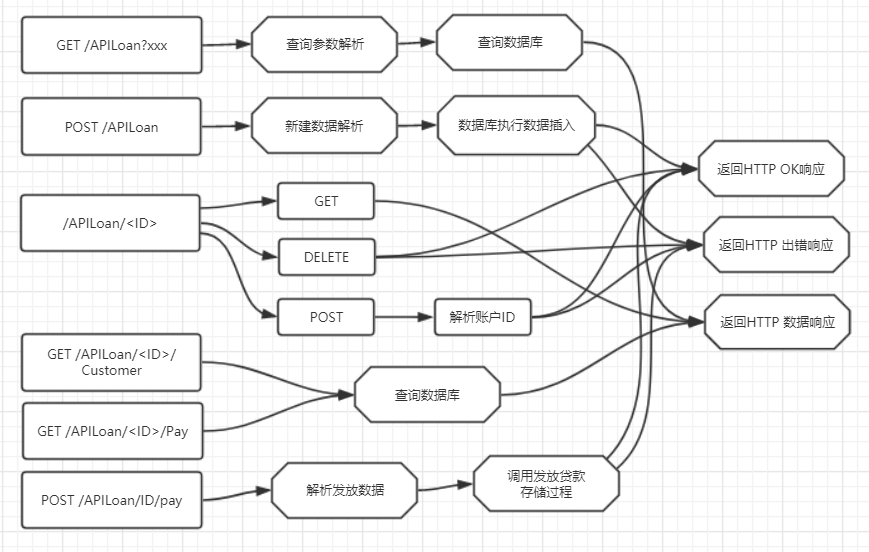 GET /APILoan?xxx
查询参数解析
查询数据库
POST /APILoan
新建数据解析
数据库执行数据插入
返回HTTP OK响应
/APILoan/<ID>
GET
DELETE
POST
解析账户ID
返回HTTP 出错响应
返回HTTP 数据响应
GET /APILoan/<ID>/
Customer
查询数据库
GET /APILoan/<ID>/Pay
POST /APILoan/ID/pay
解析发放数据
调用发放贷款
存储过程